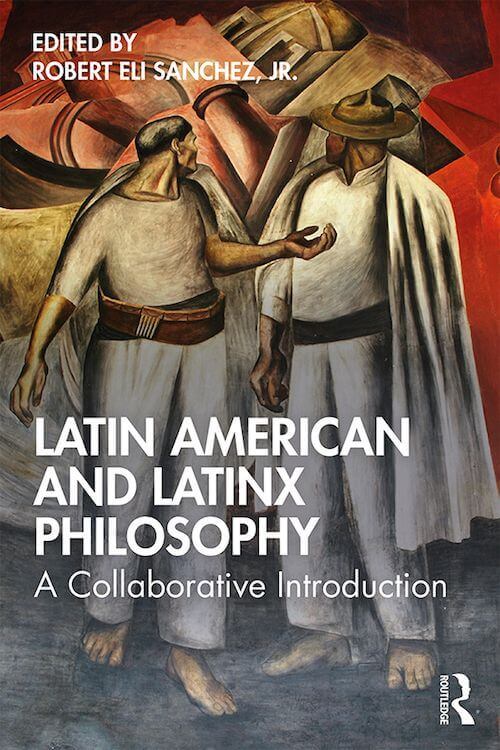 EDITED BY
ROBERT ELI SANCHEZ, JR.
LATIN AMERICAN
AND LATINX
PHILOSOPHY
A Collaborative Introduction
ROUTLEDGE